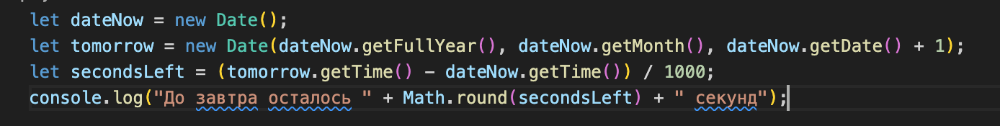 let dateNow = new Date();
let tomorrow = new Date(dateNow.getFullYear(), dateNow.getMonth(), dateNow.getDate() + 1);
let secondsLeft = (tomorrow.getTime() - dateNow.getTime()) / 1000;
console.log("До завтра осталось " + Math.round(secondsLeft) + " секунд");